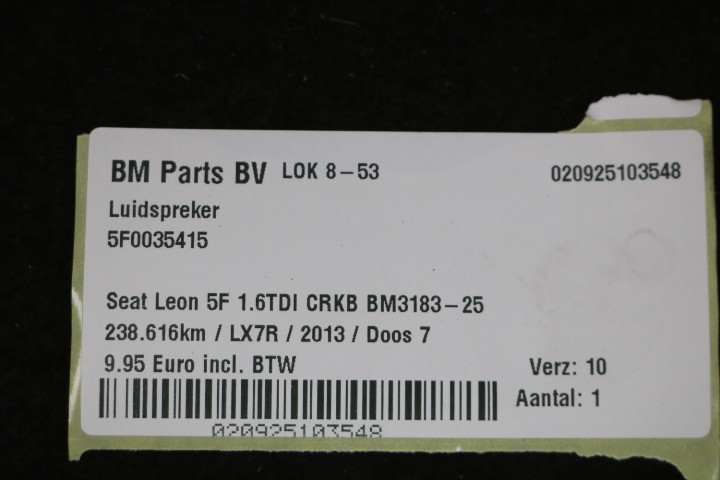 BM Parts BV LOK 8-53 020925103548
Luidspreker
5F0035415
Seat Leon 5F 1.6TDI CRKB BM3183-25
238.616km / LX7R / 2013 / Doos 7
9.95 Euro incl. BTW Verz: 10
Aantal: 1
020925103548